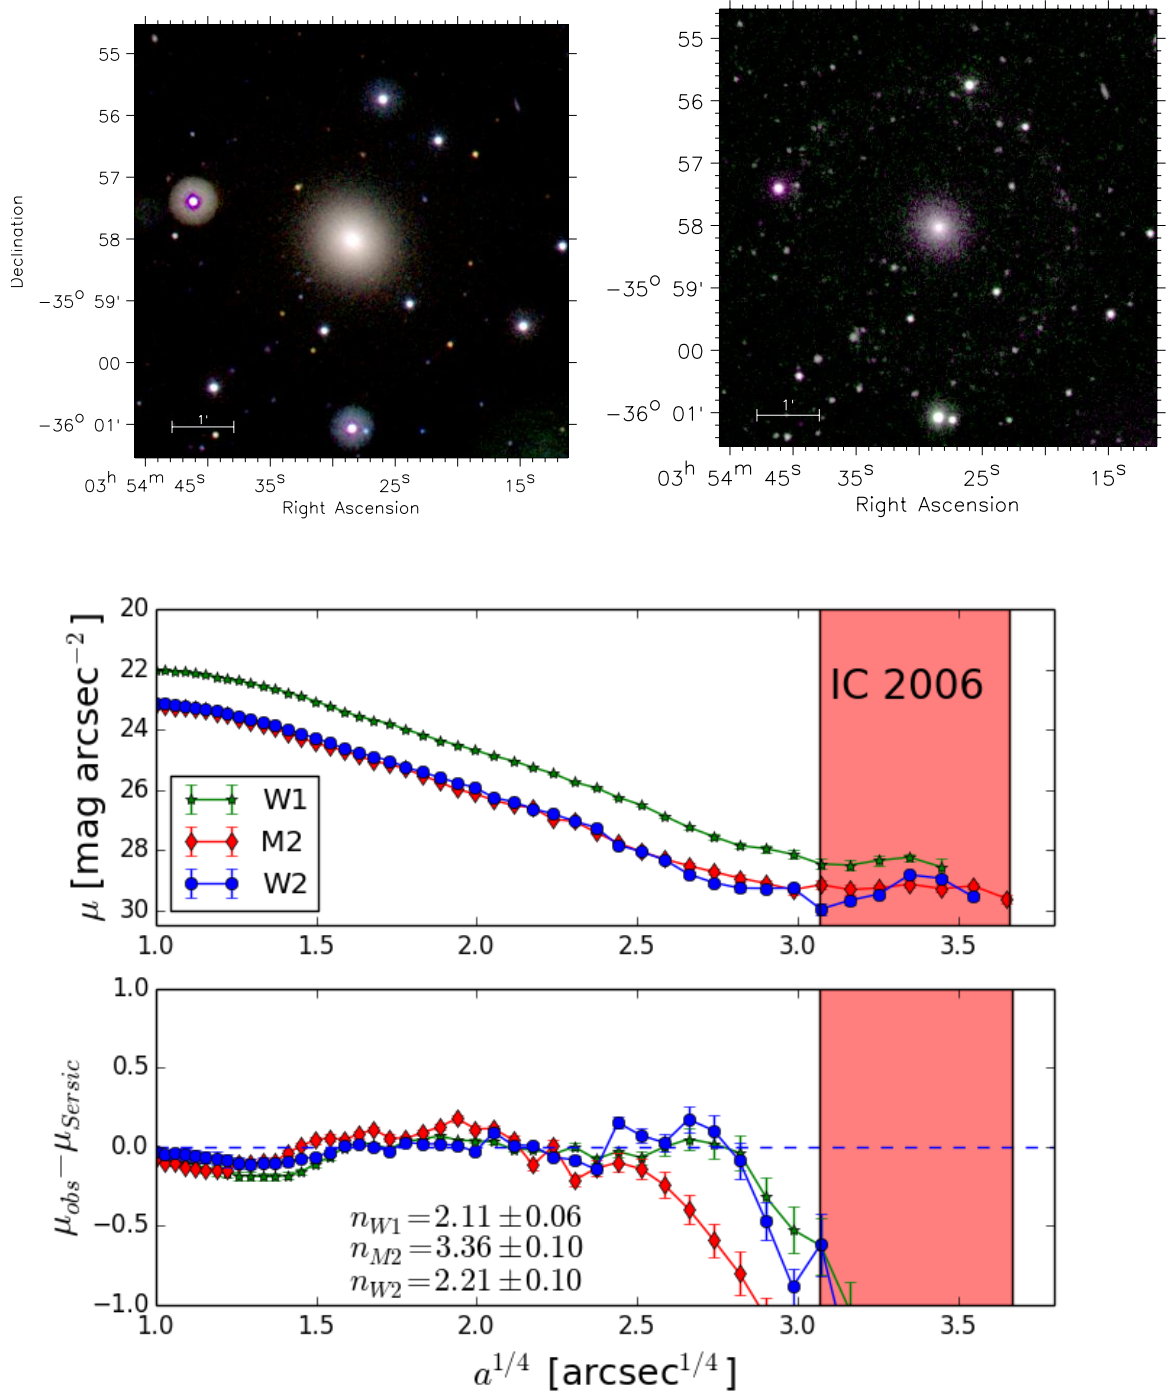 55
56
57
58
−35° 59'
00
−36° 01'
Declination
1'
03ʰ 54ᵐ 45ˢ 35ˢ 25ˢ 15ˢ
Right Ascension
55
56
57
58
−35° 59'
00
−36° 01'
1'
03ʰ 54ᵐ 45ˢ 35ˢ 25ˢ 15ˢ
Right Ascension
20
22
24
26
28
30
μ [mag arcsec⁻²]
IC 2006
W1
M2
W2
1.0 1.5 2.0 2.5 3.0 3.5
1.0
0.5
0.0
−0.5
−1.0
μ_obs − μ_Sersic
n_W1 = 2.11 ± 0.06
n_M2 = 3.36 ± 0.10
n_W2 = 2.21 ± 0.10
1.0 1.5 2.0 2.5 3.0 3.5
a^1/4 [arcsec^1/4]